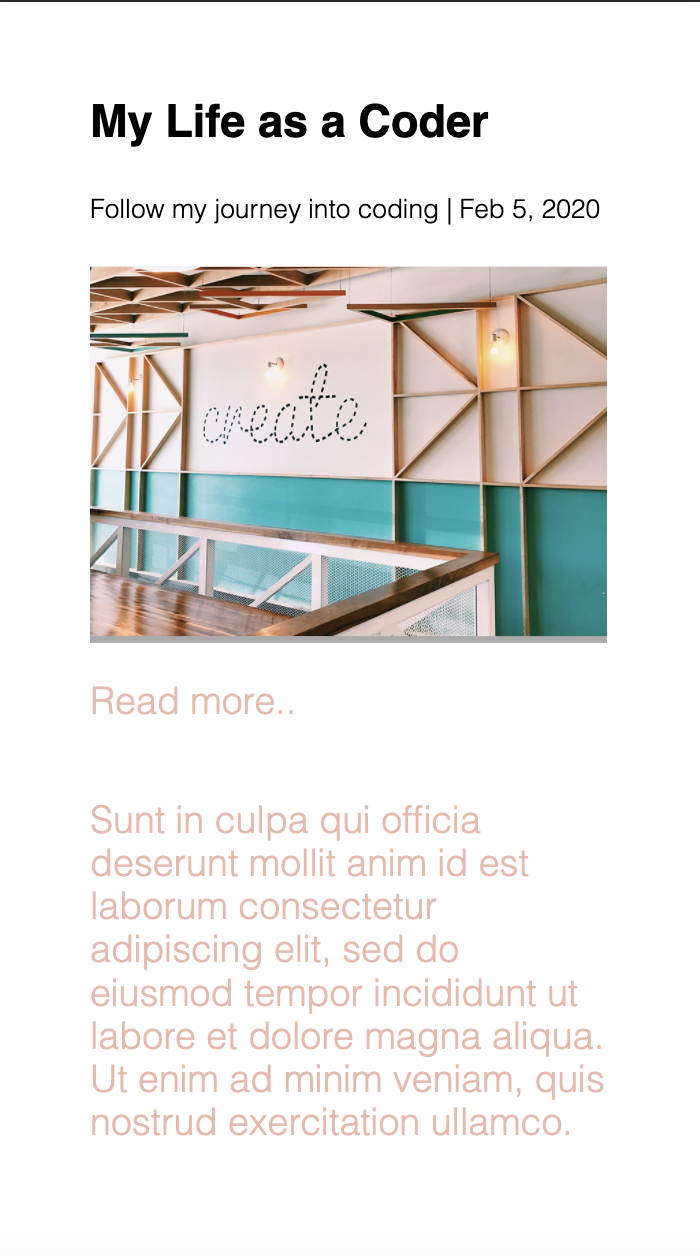 My Life as a Coder
Follow my journey into coding | Feb 5, 2020
create
Read more..
Sunt in culpa qui officia
deserunt mollit anim id est
laborum consectetur
adipiscing elit, sed do
eiusmod tempor incididunt ut
labore et dolore magna aliqua.
Ut enim ad minim veniam, quis
nostrud exercitation ullamco.